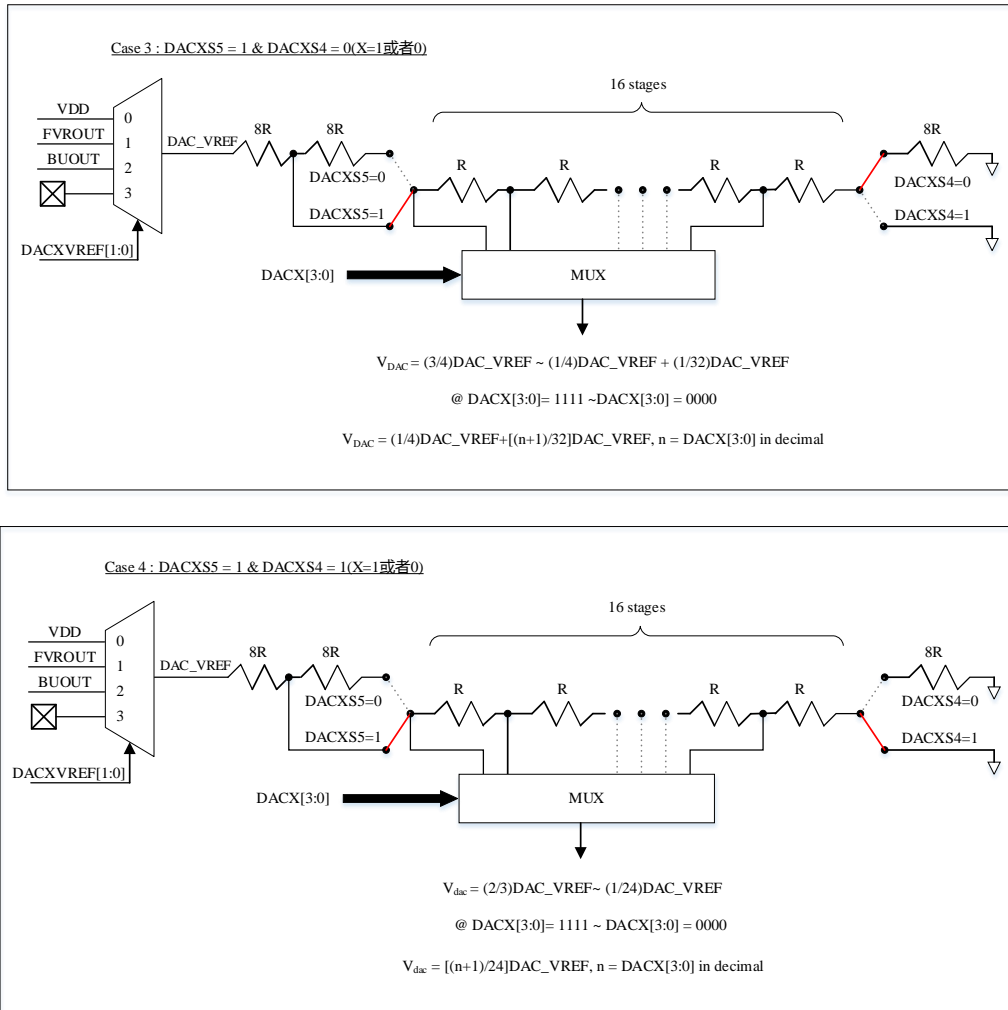 Case 3 : DACXS5 = 1 & DACXS4 = 0(X=1或者0)
16 stages
VDD
0
FVROUT
1
BUOUT
2
3
DAC_VREF
8R
8R
DACXS5=0
DACXS5=1
R
R
R
R
8R
DACXS4=0
DACXS4=1
DACXVREF[1:0]
DACX[3:0]
MUX
VDAC = (3/4)DAC_VREF ~ (1/4)DAC_VREF + (1/32)DAC_VREF
@ DACX[3:0]= 1111 ~DACX[3:0] = 0000
VDAC = (1/4)DAC_VREF+[(n+1)/32]DAC_VREF, n = DACX[3:0] in decimal
Case 4 : DACXS5 = 1 & DACXS4 = 1(X=1或者0)
16 stages
VDD
0
FVROUT
1
BUOUT
2
3
DAC_VREF
8R
8R
DACXS5=0
DACXS5=1
R
R
R
R
8R
DACXS4=0
DACXS4=1
DACXVREF[1:0]
DACX[3:0]
MUX
Vdac = (2/3)DAC_VREF~ (1/24)DAC_VREF
@ DACX[3:0]= 1111 ~ DACX[3:0] = 0000
Vdac = [(n+1)/24]DAC_VREF, n = DACX[3:0] in decimal